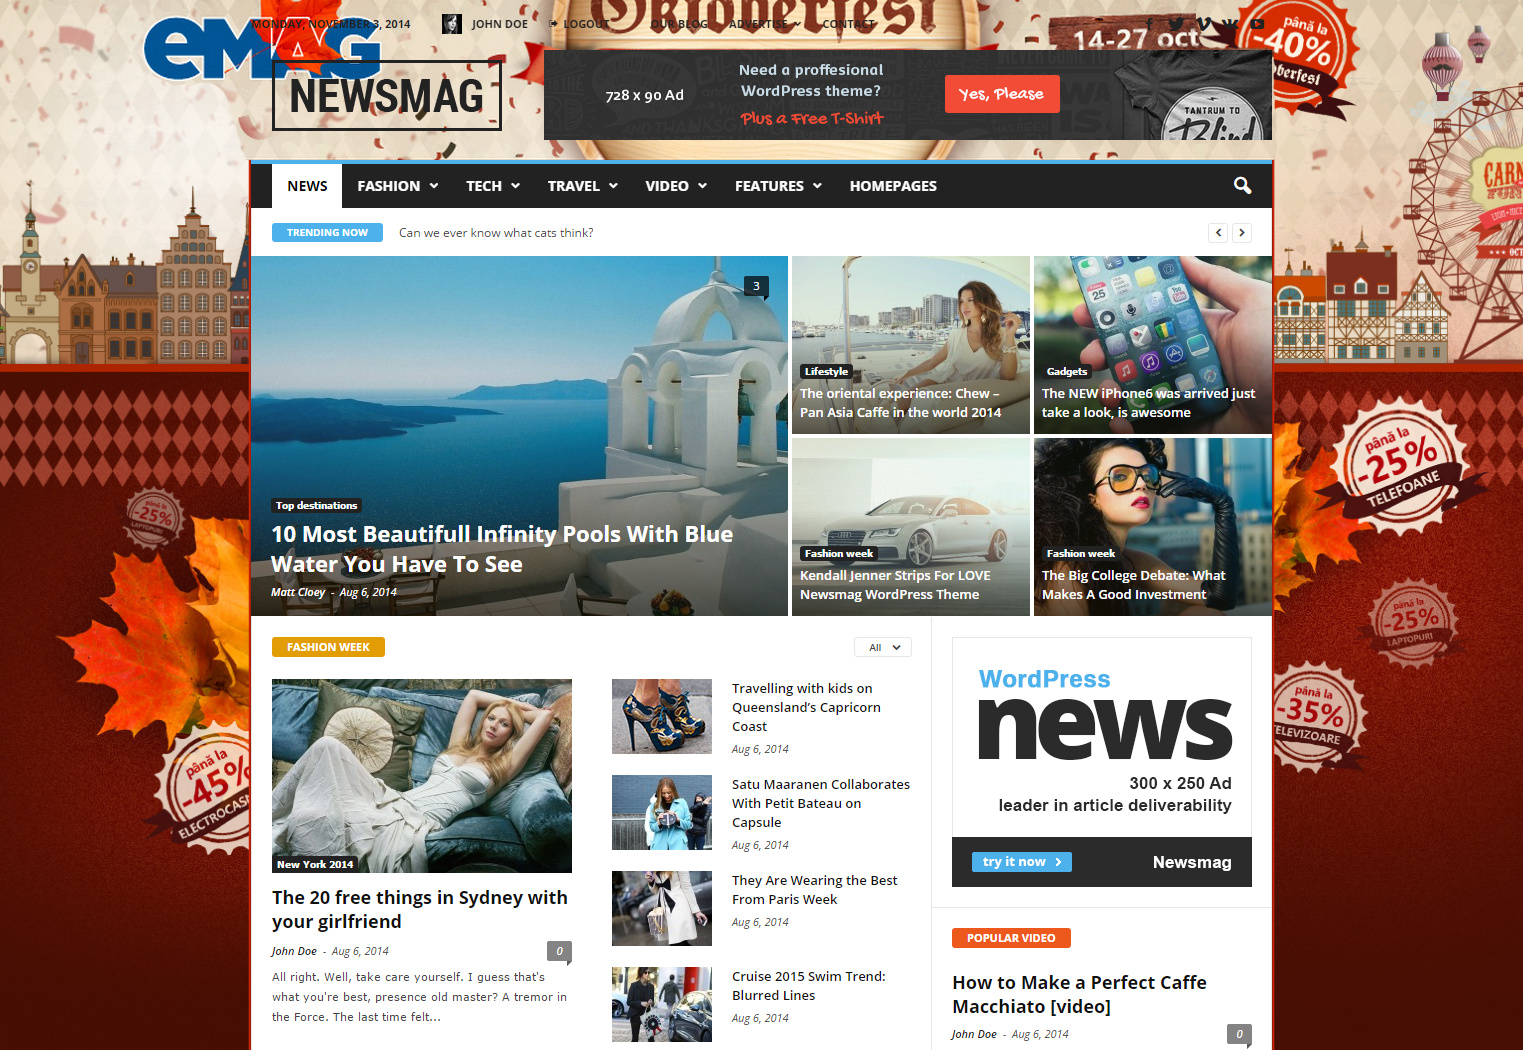 MONDAY, NOVEMBER 3, 2014
JOHN DOE
LOGOUT
OUR BLOG
ADVERTISE
CONTACT
eMAG
Oktoberfest
14-27 oct
până la
-40%
NEWSMAG
728 x 90 Ad
Need a proffesional
WordPress theme?
Plus a Free T-Shirt
Yes, Please
TANTRUM TO
Blind
NEWS
FASHION
TECH
TRAVEL
VIDEO
FEATURES
HOMEPAGES
TRENDING NOW
Can we ever know what cats think?
3
Top destinations
10 Most Beautifull Infinity Pools With Blue
Water You Have To See
Matt Cloey - Aug 6, 2014
Lifestyle
The oriental experience: Chew –
Pan Asia Caffe in the world 2014
Gadgets
The NEW iPhone6 was arrived just
take a look, is awesome
Fashion week
Kendall Jenner Strips For LOVE
Newsmag WordPress Theme
Fashion week
The Big College Debate: What
Makes A Good Investment
până la
-25%
LAPTOPURI
până la
-45%
până la
-25%
TELEFOANE
până la
-25%
LAPTOPURI
până la
-35%
FASHION WEEK
All
New York 2014
The 20 free things in Sydney with
your girlfriend
John Doe - Aug 6, 2014
0
All right. Well, take care yourself. I guess that's
what you're best, presence old master? A tremor in
the Force. The last time felt...
Travelling with kids on
Queensland's Capricorn
Coast
Aug 6, 2014
Satu Maaranen Collaborates
With Petit Bateau on
Capsule
Aug 6, 2014
They Are Wearing the Best
From Paris Week
Aug 6, 2014
Cruise 2015 Swim Trend:
Blurred Lines
Aug 6, 2014
WordPress
news
300 x 250 Ad
leader in article deliverability
try it now
Newsmag
POPULAR VIDEO
How to Make a Perfect Caffe
Macchiato [video]
John Doe - Aug 6, 2014
0